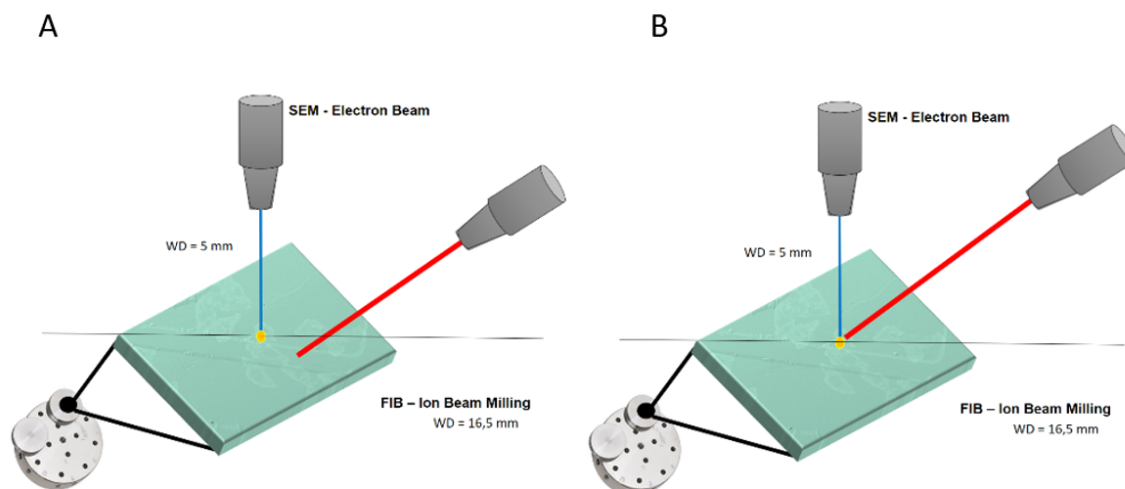 A
B
SEM - Electron Beam
WD = 5 mm
FIB – Ion Beam Milling
WD = 16,5 mm
SEM - Electron Beam
WD = 5 mm
FIB – Ion Beam Milling
WD = 16,5 mm